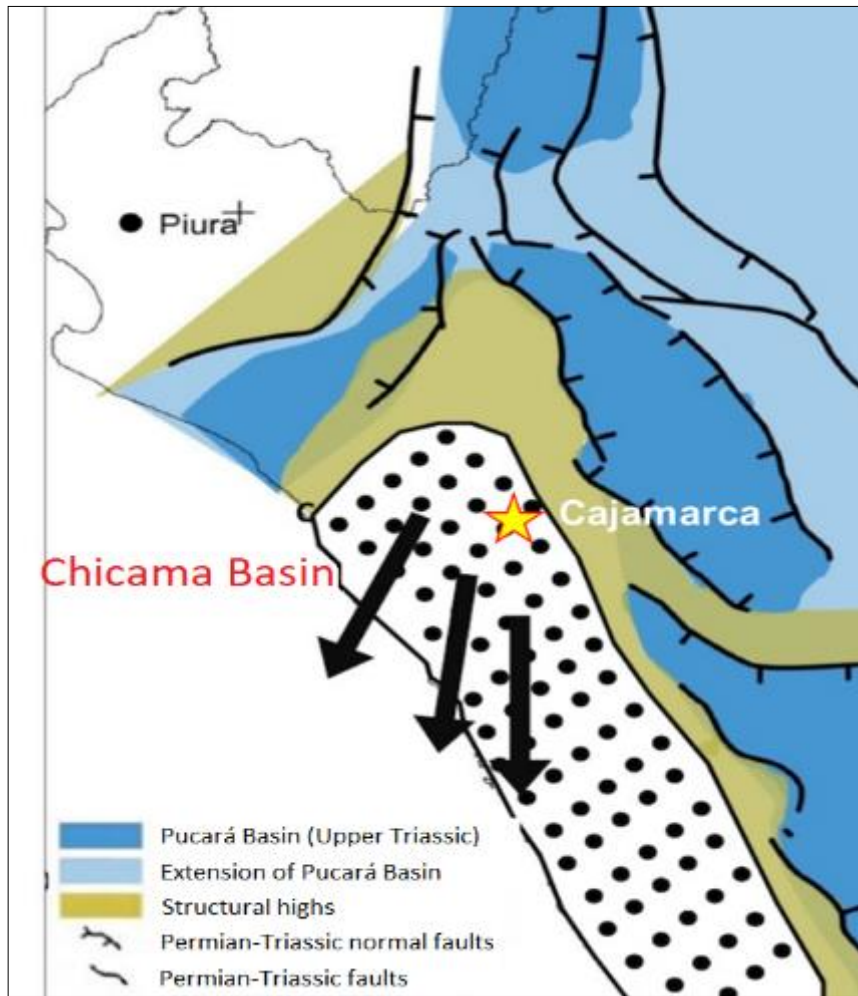 Piura
Cajamarca
C
Chicama Basin
Pucará Basin (Upper Triassic)
Extension of Pucará Basin
Structural highs
Permian-Triassic normal faults
Permian-Triassic faults